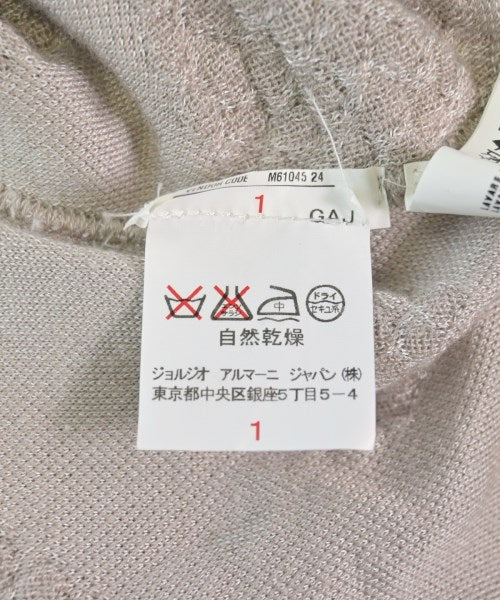 VENDOR CODE M61045 24
1
GAJ
中 ドライ セキユ系
自然乾燥
ジョルジオ アルマーニ ジャパン㈱
東京都中央区銀座5丁目5-4
1